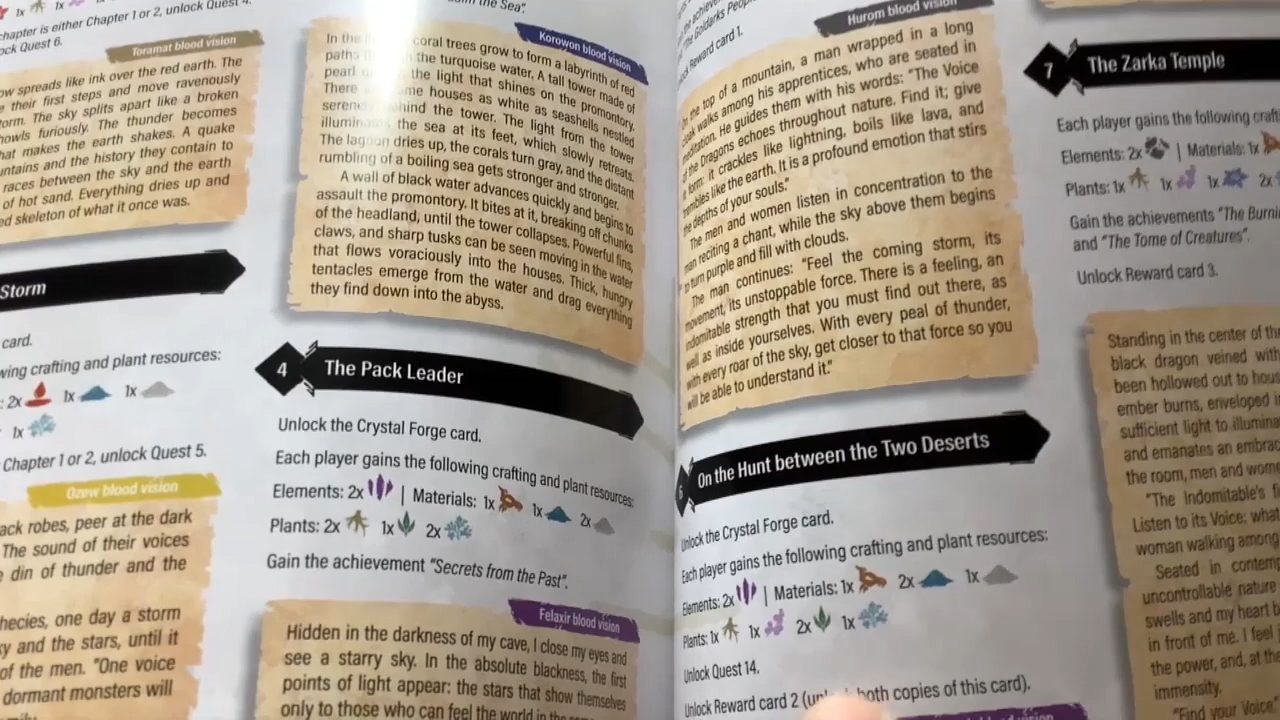 1x 1x
chapter is either Chapter 1 or 2, unlock Quest 4.
ock Quest 6.
Toramat blood vision
ow spreads like ink over the red earth. The
e their first steps and move ravenously
orm. The sky splits apart like a broken
howls furiously. The thunder becomes
hat makes the earth shakes. A quake
untains and the history they contain to
races between the sky and the earth
of hot sand. Everything dries up and
ed skeleton of what it once was.
Storm
card.
wing crafting and plant resources:
: 2x 1x 1x
1x
Chapter 1 or 2, unlock Quest 5.
Ozew blood vision
ack robes, peer at the dark
The sound of their voices
e din of thunder and the
hecies, one day a storm
y and the stars, until it
of the men. "One voice
dormant monsters will
the Sea".
Korowon blood vision
In the coral trees grow to form a labyrinth of red
paths the turquoise water. A tall tower made of
pearl the light that shines on the promontory.
There me houses as white as seashells nestled
behind the tower. The light from the tower
the sea at its feet, which slowly retreats.
The lagoon dries up, the corals turn gray, and the distant
rumbling of a boiling sea gets stronger and stronger.
A wall of black water advances quickly and begins to
assault the promontory. It bites at it, breaking off chunks
of the headland, until the tower collapses. Powerful fins,
claws, and sharp tusks can be seen moving in the water
that flows voraciously into the houses. Thick, hungry
tentacles emerge from the water and drag everything
they find down into the abyss.
4 The Pack Leader
Unlock the Crystal Forge card.
Each player gains the following crafting and plant resources:
Elements: 2x | Materials: 1x 1x 2x
Plants: 2x 1x 2x
Gain the achievement "Secrets from the Past".
Felaxir blood vision
Hidden in the darkness of my cave, I close my eyes and
see a starry sky. In the absolute blackness, the first
points of light appear: the stars that show themselves
only to those who can feel the world in the
Reward card 1.
Hurom blood vision
the top of a mountain, a man wrapped in a long
walks among his apprentices, who are seated in
meditation. He guides them with his words: "The Voice
of the Dragons echoes throughout nature. Find it; give
it form: it crackles like lightning, boils like lava, and
trembles like the earth. It is a profound emotion that stirs
the depths of your souls."
The men and women listen in concentration to the
man reciting a chant, while the sky above them begins
to turn purple and fill with clouds.
The man continues: "Feel the coming storm, its
movement, its unstoppable force. There is a feeling, an
indomitable strength that you must find out there, as
well as inside yourselves. With every peal of thunder,
with every roar of the sky, get closer to that force so you
will be able to understand it."
6 On the Hunt between the Two Deserts
Unlock the Crystal Forge card.
Each player gains the following crafting and plant resources:
Elements: 2x | Materials: 1x 2x 1x
Plants: 1x 1x 2x 1x
Unlock Quest 14.
Unlock Reward card 2 ( both copies of this card).
7 The Zarka Temple
Each player gains the following craft
Elements: 2x | Materials: 1x
Plants: 1x 1x 1x 2x
Gain the achievements "The Burni
and "The Tome of Creatures".
Unlock Reward card 3.
Standing in the center of th
black dragon veined with
been hollowed out to hous
ember burns, enveloped i
sufficient light to illumina
and emanates an embrac
the room, men and wom
"The Indomitable's f
Listen to its Voice: what
woman walking among
Seated in contemp
uncontrollable nature
swells and my heart b
in front of me. I feel
the power, and, at the
immensity.
"Find your Voice,